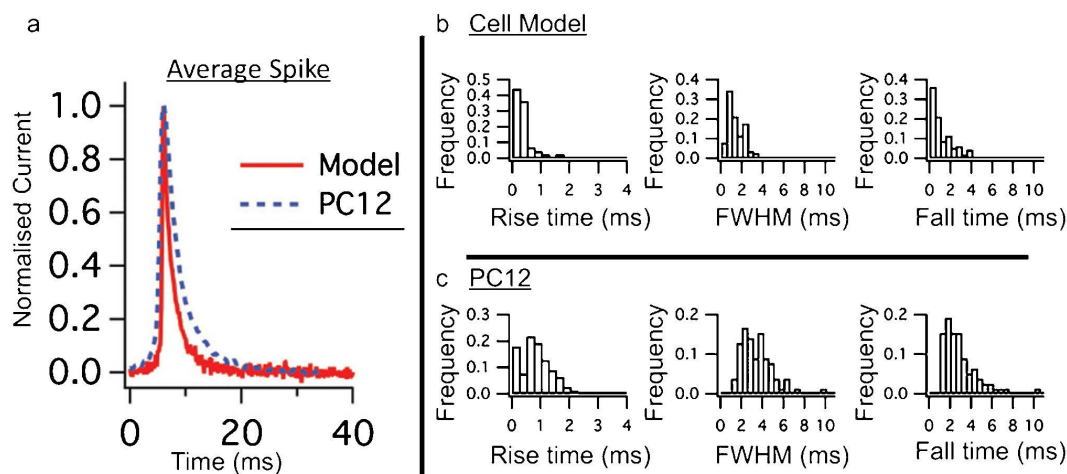 a
Average Spike
Normalised Current
1.0
0.8
0.6
0.4
0.2
0.0
Model
PC12
0 20 40
Time (ms)
b Cell Model
Frequency
0.5
0.4
0.3
0.2
0.1
0.0
0 1 2 3 4
Rise time (ms)
Frequency
0.4
0.3
0.2
0.1
0.0
0 2 4 6 8 10
FWHM (ms)
Frequency
0.4
0.3
0.2
0.1
0.0
0 2 4 6 8 10
Fall time (ms)
c PC12
Frequency
0.3
0.2
0.1
0.0
0 1 2 3 4
Rise time (ms)
Frequency
0.2
0.1
0.0
0 2 4 6 8 10
FWHM (ms)
Frequency
0.2
0.1
0.0
0 2 4 6 8 10
Fall time (ms)